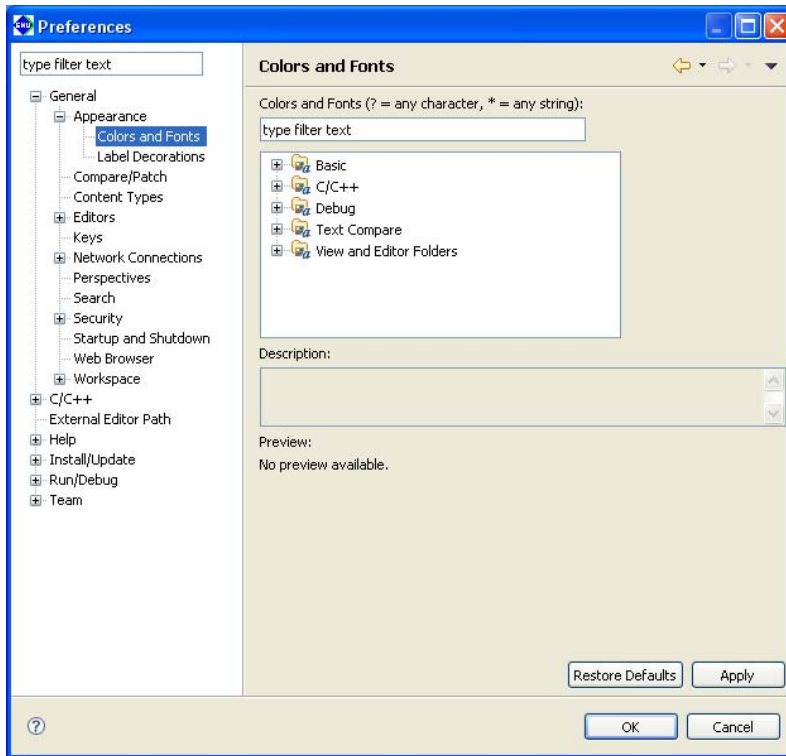 EMU Preferences
type filter text
General
Appearance
Colors and Fonts
Label Decorations
Compare/Patch
Content Types
Editors
Keys
Network Connections
Perspectives
Search
Security
Startup and Shutdown
Web Browser
Workspace
C/C++
External Editor Path
Help
Install/Update
Run/Debug
Team
Colors and Fonts
Colors and Fonts (? = any character, * = any string):
type filter text
a Basic
a C/C++
a Debug
a Text Compare
a View and Editor Folders
Description:
Preview:
No preview available.
Restore Defaults Apply
? OK Cancel